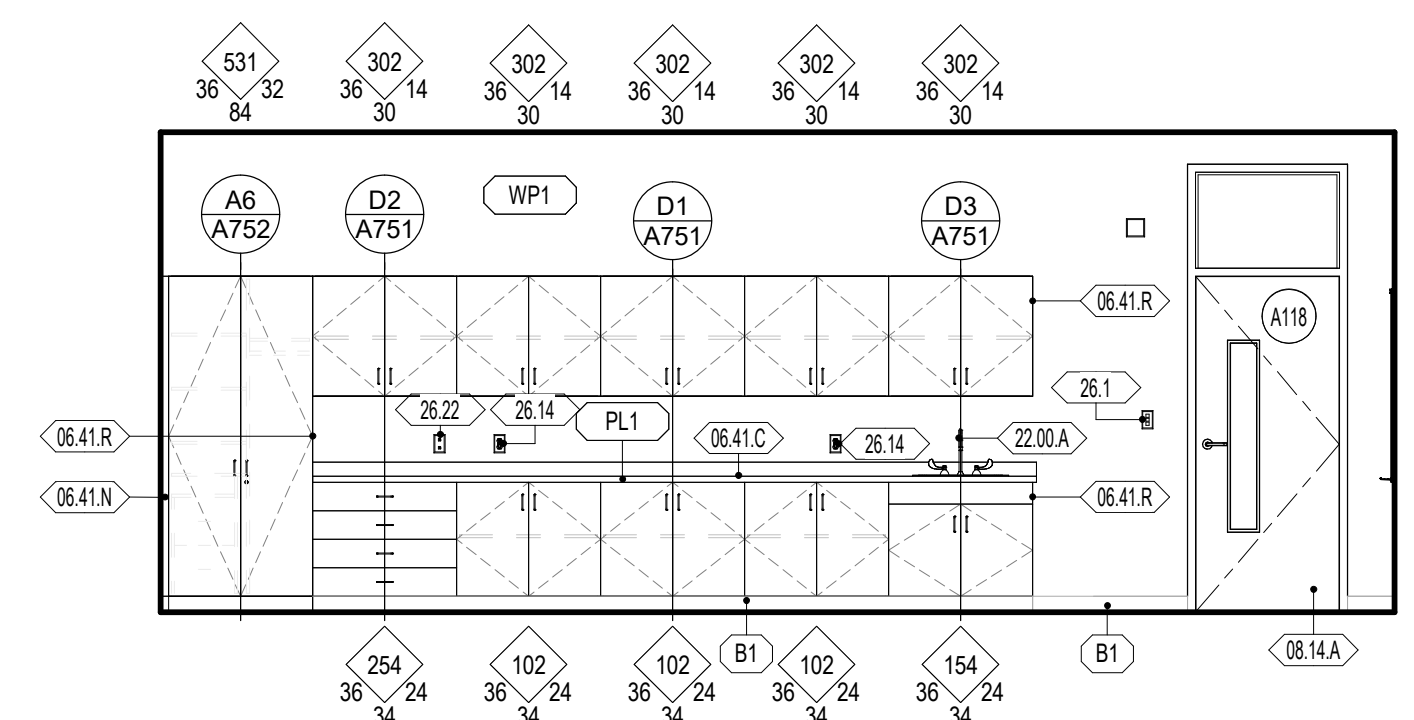 531 302 302 302 302 302
36 32 36 14 36 14 36 14 36 14 36 14
84 30 30 30 30 30
A6 D2 WP1 D1 D3
A752 A751 A751 A751
06.41.R
A118
26.22 26.14 PL1 26.1
06.41.R 06.41.C 26.14 22.00.A
06.41.N 06.41.R
B1 B1 08.14.A
254 102 102 102 154
36 24 36 24 36 24 36 24 36 24
34 34 34 34 34